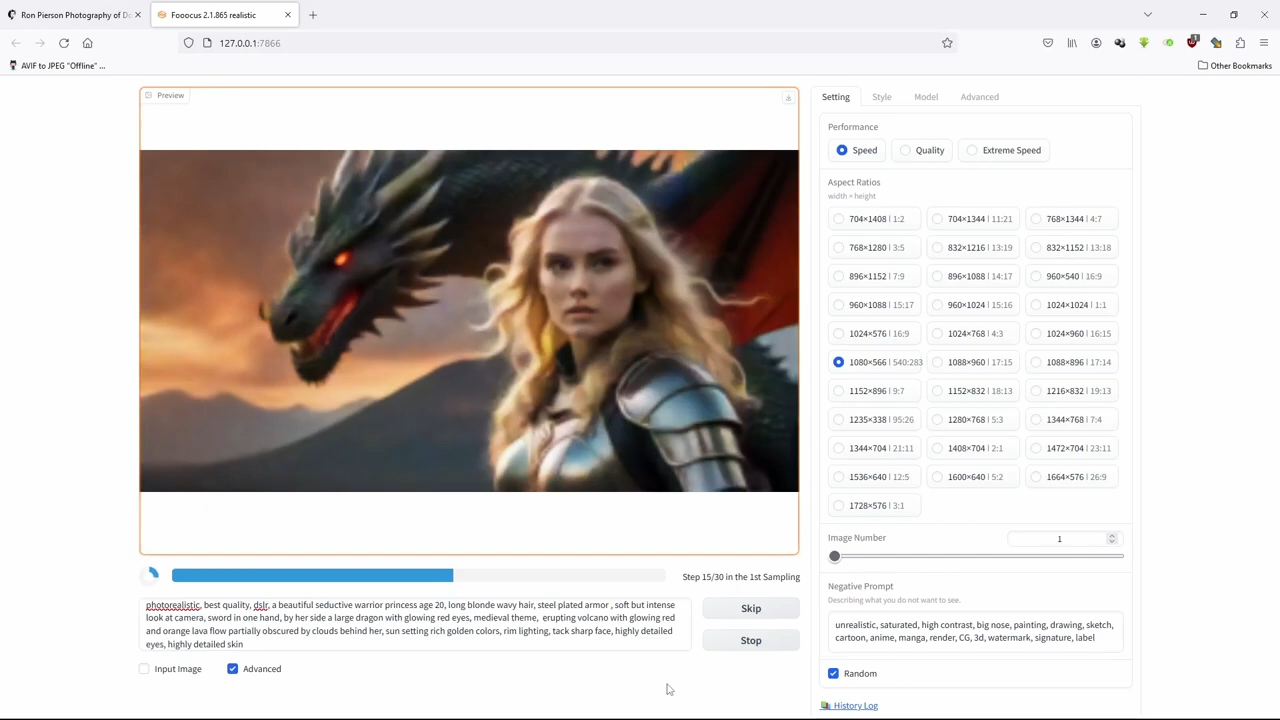 Ron Pierson Photography of De
Fooocus 2.1.865 realistic
127.0.0.1:7866
AVIF to JPEG "Offline" ...
Other Bookmarks
Preview
Setting
Style
Model
Advanced
Performance
Speed
Quality
Extreme Speed
Aspect Ratios
width × height
704×1408 | 1:2
704×1344 | 11:21
768×1344 | 4:7
768×1280 | 3:5
832×1216 | 13:19
832×1152 | 13:18
896×1152 | 7:9
896×1088 | 14:17
960×540 | 16:9
960×1088 | 15:17
960×1024 | 15:16
1024×1024 | 1:1
1024×576 | 16:9
1024×768 | 4:3
1024×960 | 16:15
1080×566 | 540:283
1088×960 | 17:15
1088×896 | 17:14
1152×896 | 9:7
1152×832 | 18:13
1216×832 | 19:13
1235×338 | 95:26
1280×768 | 5:3
1344×768 | 7:4
1344×704 | 21:11
1408×704 | 2:1
1472×704 | 23:11
1536×640 | 12:5
1600×640 | 5:2
1664×576 | 26:9
1728×576 | 3:1
Image Number
1
Step 15/30 in the 1st Sampling
photorealistic, best quality, dslr, a beautiful seductive warrior princess age 20, long blonde wavy hair, steel plated armor , soft but intense
look at camera, sword in one hand, by her side a large dragon with glowing red eyes, medieval theme,  erupting volcano with glowing red
and orange lava flow partially obscured by clouds behind her, sun setting rich golden colors, rim lighting, tack sharp face, highly detailed
eyes, highly detailed skin
Skip
Stop
Input Image
Advanced
Negative Prompt
Describing what you do not want to see.
unrealistic, saturated, high contrast, big nose, painting, drawing, sketch,
cartoon, anime, manga, render, CG, 3d, watermark, signature, label
Random
History Log